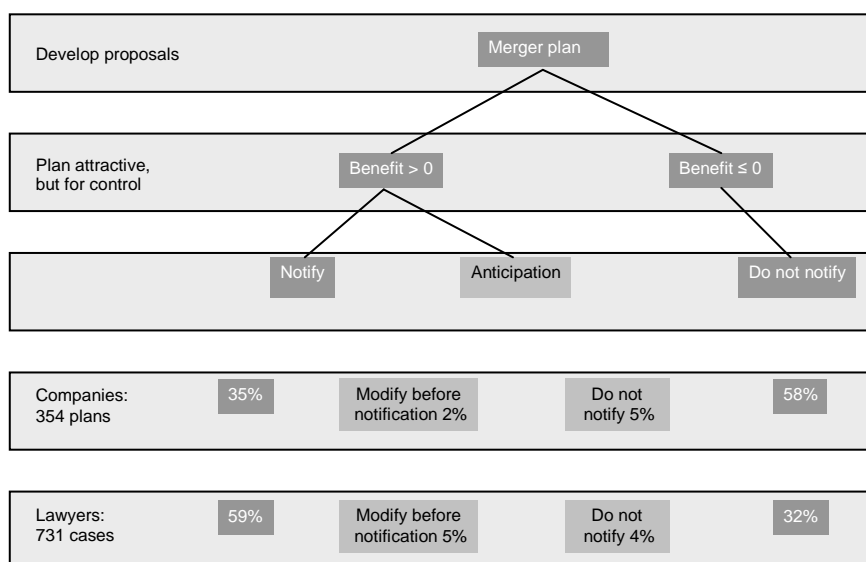 Develop proposals
Merger plan
Plan attractive,
but for control
Benefit > 0
Benefit ≤ 0
Notify
Anticipation
Do not notify
Companies:
354 plans
35%
Modify before
notification 2%
Do not
notify 5%
58%
Lawyers:
731 cases
59%
Modify before
notification 5%
Do not
notify 4%
32%